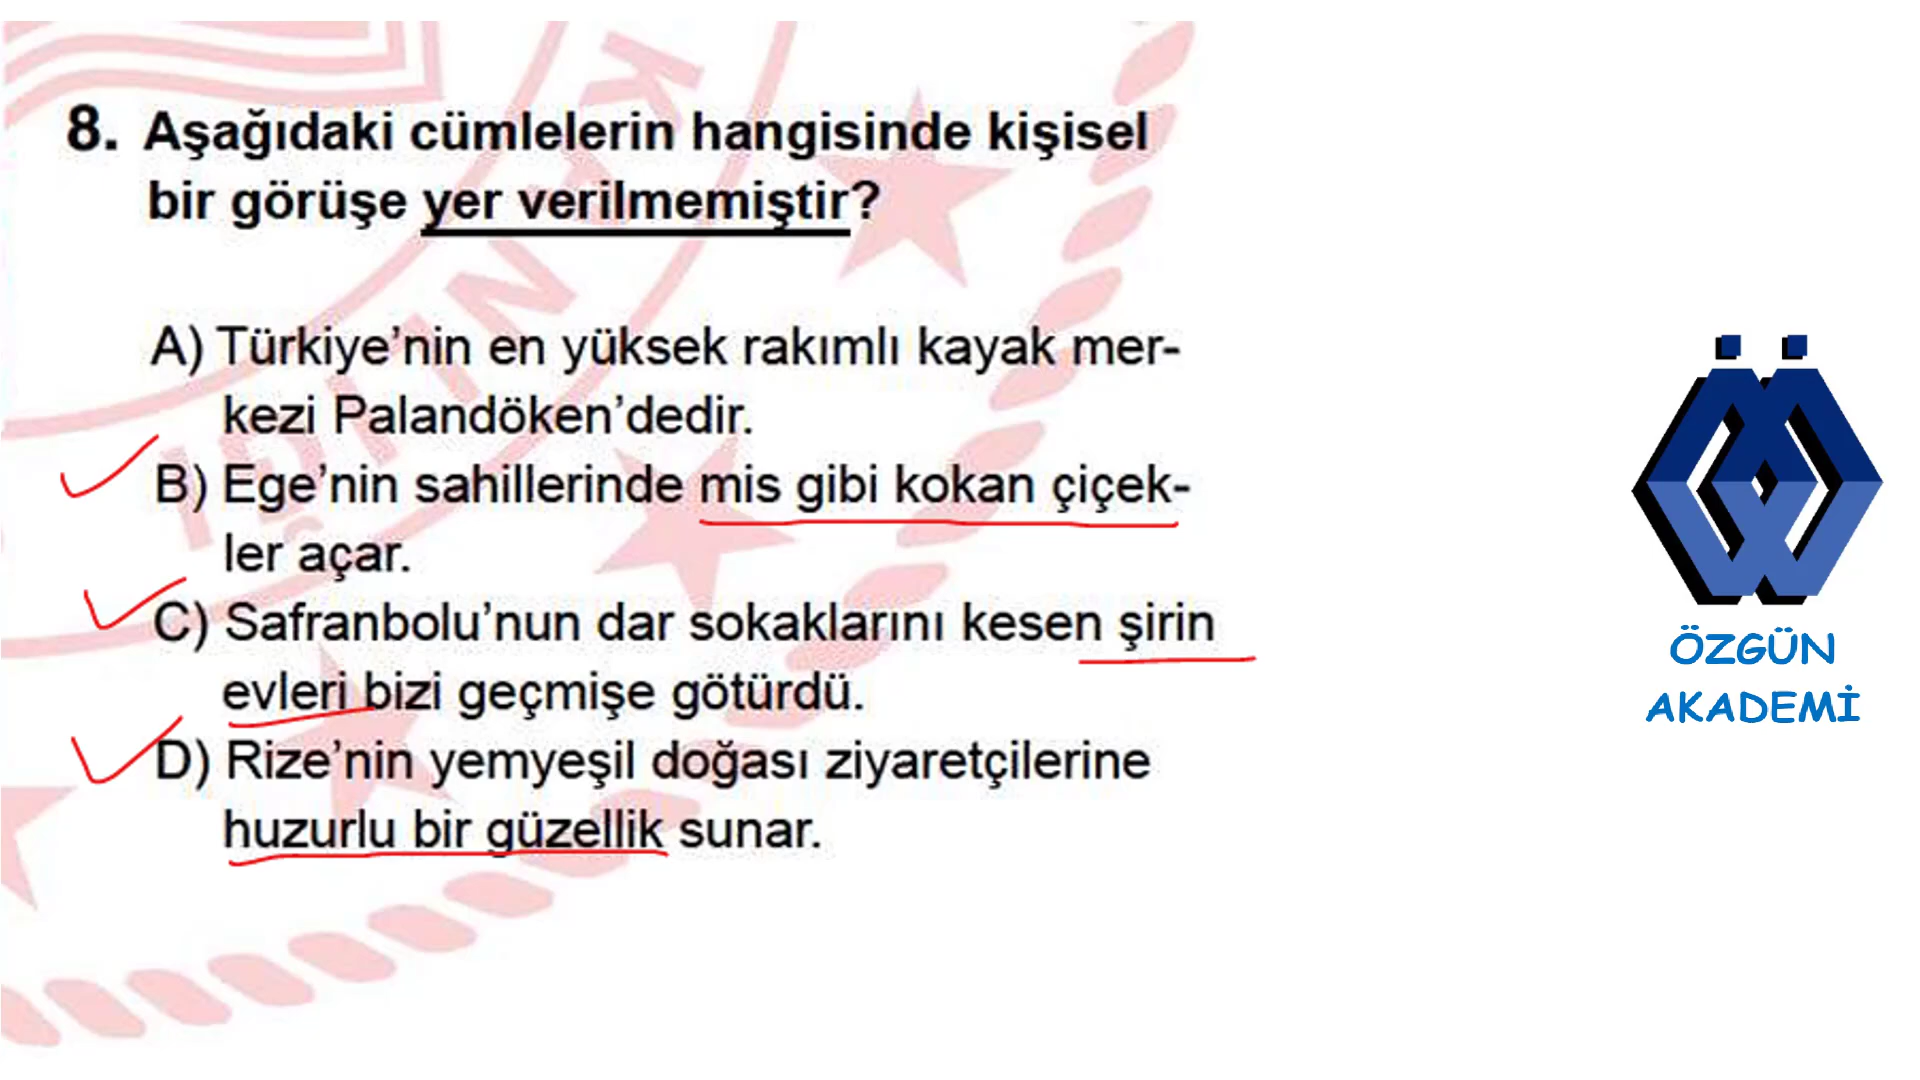 8. Aşağıdaki cümlelerin hangisinde kişisel
bir görüşe yer verilmemiştir?
A) Türkiye'nin en yüksek rakımlı kayak mer-
kezi Palandöken'dedir.
B) Ege'nin sahillerinde mis gibi kokan çiçek-
ler açar.
C) Safranbolu'nun dar sokaklarını kesen şirin
evleri bizi geçmişe götürdü.
D) Rize'nin yemyeşil doğası ziyaretçilerine
huzurlu bir güzellik sunar.
ÖZGÜN
AKADEMİ